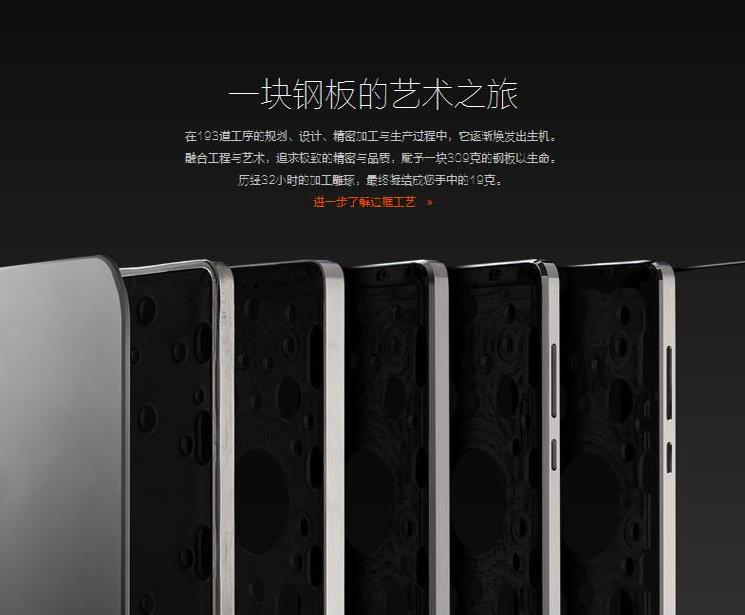 一块钢板的艺术之旅
在193道工序的规划、设计、精密加工与生产过程中，它逐渐焕发出生机。
融合工程与艺术，追求极致的精密与品质，赋予一块309克的钢板以生命。
历经32小时的加工雕琢，最终凝结成您手中的19克。
进一步了解边框工艺 »